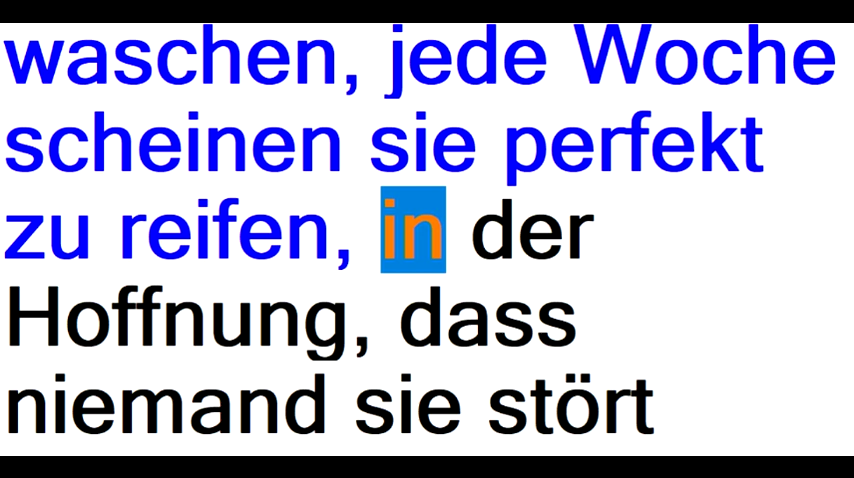 waschen, jede Woche
scheinen sie perfekt
zu reifen, in der
Hoffnung, dass
niemand sie stört